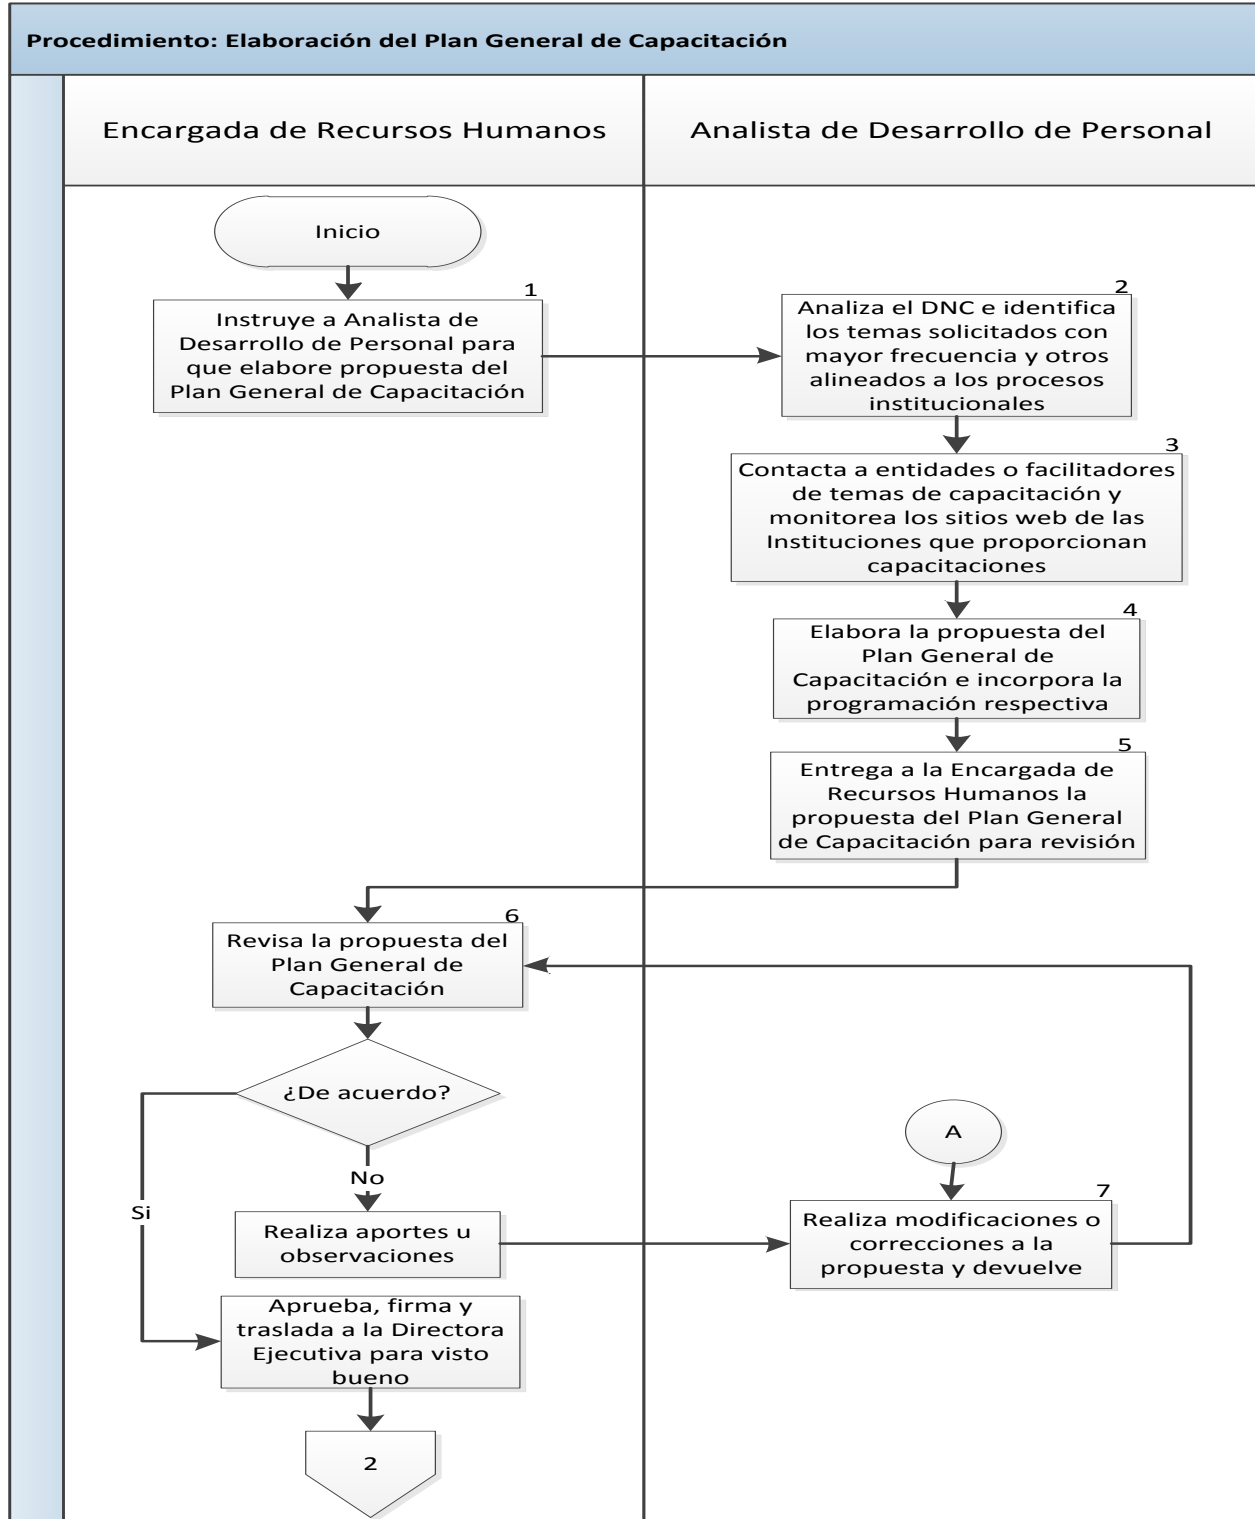 Procedimiento: Elaboración del Plan General de Capacitación
Encargada de Recursos Humanos
Analista de Desarrollo de Personal
Inicio
1
Instruye a Analista de
Desarrollo de Personal para
que elabore propuesta del
Plan General de Capacitación
2
Analiza el DNC e identifica
los temas solicitados con
mayor frecuencia y otros
alineados a los procesos
institucionales
3
Contacta a entidades o facilitadores
de temas de capacitación y
monitorea los sitios web de las
Instituciones que proporcionan
capacitaciones
4
Elabora la propuesta del
Plan General de
Capacitación e incorpora la
programación respectiva
5
Entrega a la Encargada de
Recursos Humanos la
propuesta del Plan General
de Capacitación para revisión
6
Revisa la propuesta del
Plan General de
Capacitación
¿De acuerdo?
No
Si
Realiza aportes u
observaciones
A
7
Realiza modificaciones o
correcciones a la
propuesta y devuelve
Aprueba, firma y
traslada a la Directora
Ejecutiva para visto
bueno
2